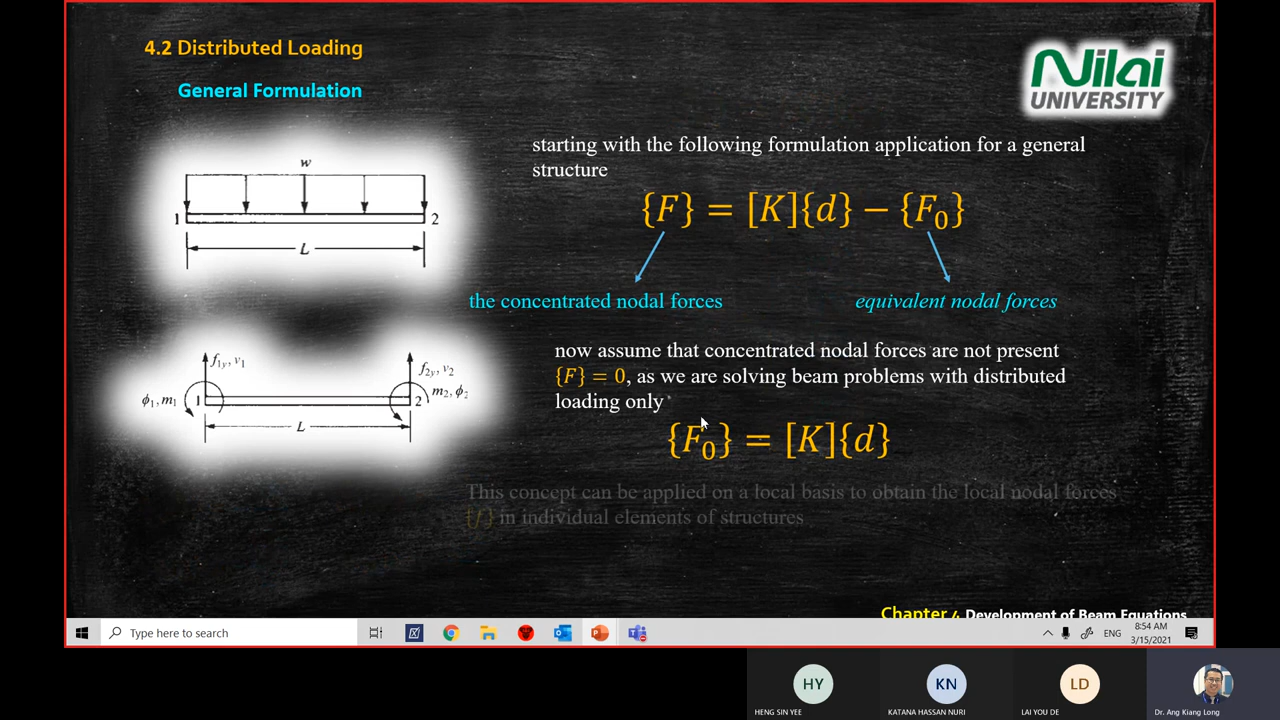 4.2 Distributed Loading
General Formulation
Nilai
UNIVERSITY
w
1
2
L
starting with the following formulation application for a general
structure
{F} = [K]{d} − {F₀}
the concentrated nodal forces
equivalent nodal forces
f₁y, v₁
f₂y, v₂
ϕ₁, m₁
1
2
m₂, ϕ₂
L
now assume that concentrated nodal forces are not present
{F} = 0, as we are solving beam problems with distributed
loading only
{F₀} = [K]{d}
This concept can be applied on a local basis to obtain the local nodal forces
{f} in individual elements of structures
Chapter 4 Development of Beam Equations
Type here to search
ENG
8:54 AM
3/15/2021
HY
KN
LD
HENG SIN YEE
KATANA HASSAN NURI
LAI YOU DE
Dr. Ang Kiang Long